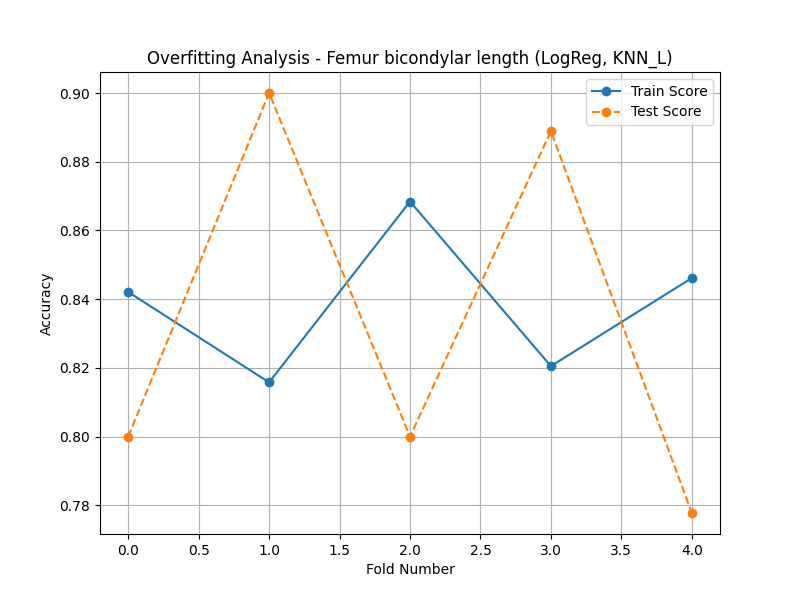 Overfitting Analysis - Femur bicondylar length (LogReg, KNN_L)
Train Score
Test Score
Accuracy
0.90
0.88
0.86
0.84
0.82
0.80
0.78
0.0 0.5 1.0 1.5 2.0 2.5 3.0 3.5 4.0
Fold Number